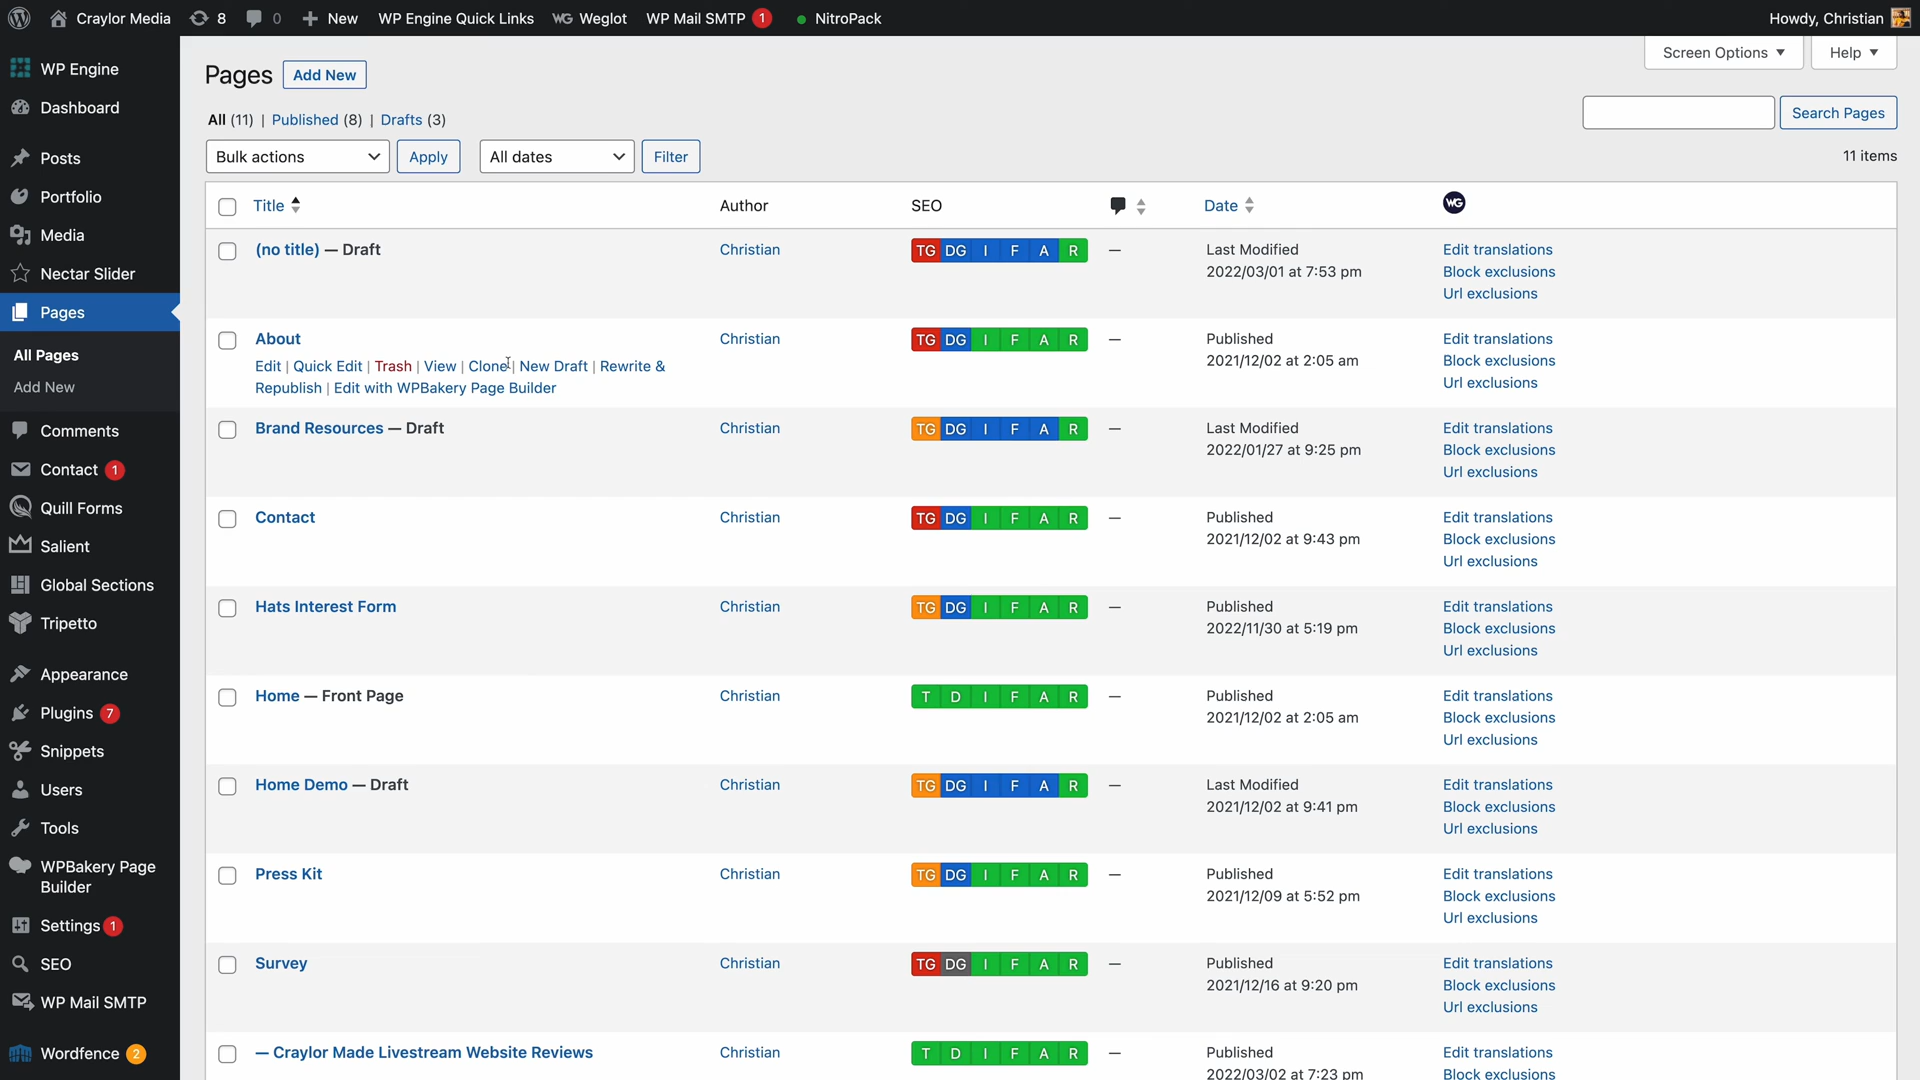 Craylor Media 8 0 New WP Engine Quick Links WG Weglot WP Mail SMTP 1 NitroPack Howdy, Christian
WP Engine
Dashboard
Posts
Portfolio
Media
Nectar Slider
Pages
All Pages
Add New
Comments
Contact 1
Quill Forms
Salient
Global Sections
Tripetto
Appearance
Plugins 7
Snippets
Users
Tools
WPBakery Page
Builder
Settings 1
SEO
WP Mail SMTP
Wordfence 2
Screen Options Help
Pages Add New
All (11) | Published (8) | Drafts (3)
Search Pages
Bulk actions Apply All dates Filter 11 items
Title Author SEO Date WG
(no title) — Draft Christian TG DG I F A R — Last Modified Edit translations
2022/03/01 at 7:53 pm Block exclusions
Url exclusions
About Christian TG DG I F A R — Published Edit translations
Edit | Quick Edit | Trash | View | Clone | New Draft | Rewrite & 2021/12/02 at 2:05 am Block exclusions
Republish | Edit with WPBakery Page Builder Url exclusions
Brand Resources — Draft Christian TG DG I F A R — Last Modified Edit translations
2022/01/27 at 9:25 pm Block exclusions
Url exclusions
Contact Christian TG DG I F A R — Published Edit translations
2021/12/02 at 9:43 pm Block exclusions
Url exclusions
Hats Interest Form Christian TG DG I F A R — Published Edit translations
2022/11/30 at 5:19 pm Block exclusions
Url exclusions
Home — Front Page Christian T D I F A R — Published Edit translations
2021/12/02 at 2:05 am Block exclusions
Url exclusions
Home Demo — Draft Christian TG DG I F A R — Last Modified Edit translations
2021/12/02 at 9:41 pm Block exclusions
Url exclusions
Press Kit Christian TG DG I F A R — Published Edit translations
2021/12/09 at 5:52 pm Block exclusions
Url exclusions
Survey Christian TG DG I F A R — Published Edit translations
2021/12/16 at 9:20 pm Block exclusions
Url exclusions
— Craylor Made Livestream Website Reviews Christian T D I F A R — Published Edit translations
2022/03/02 at 7:23 pm Block exclusions